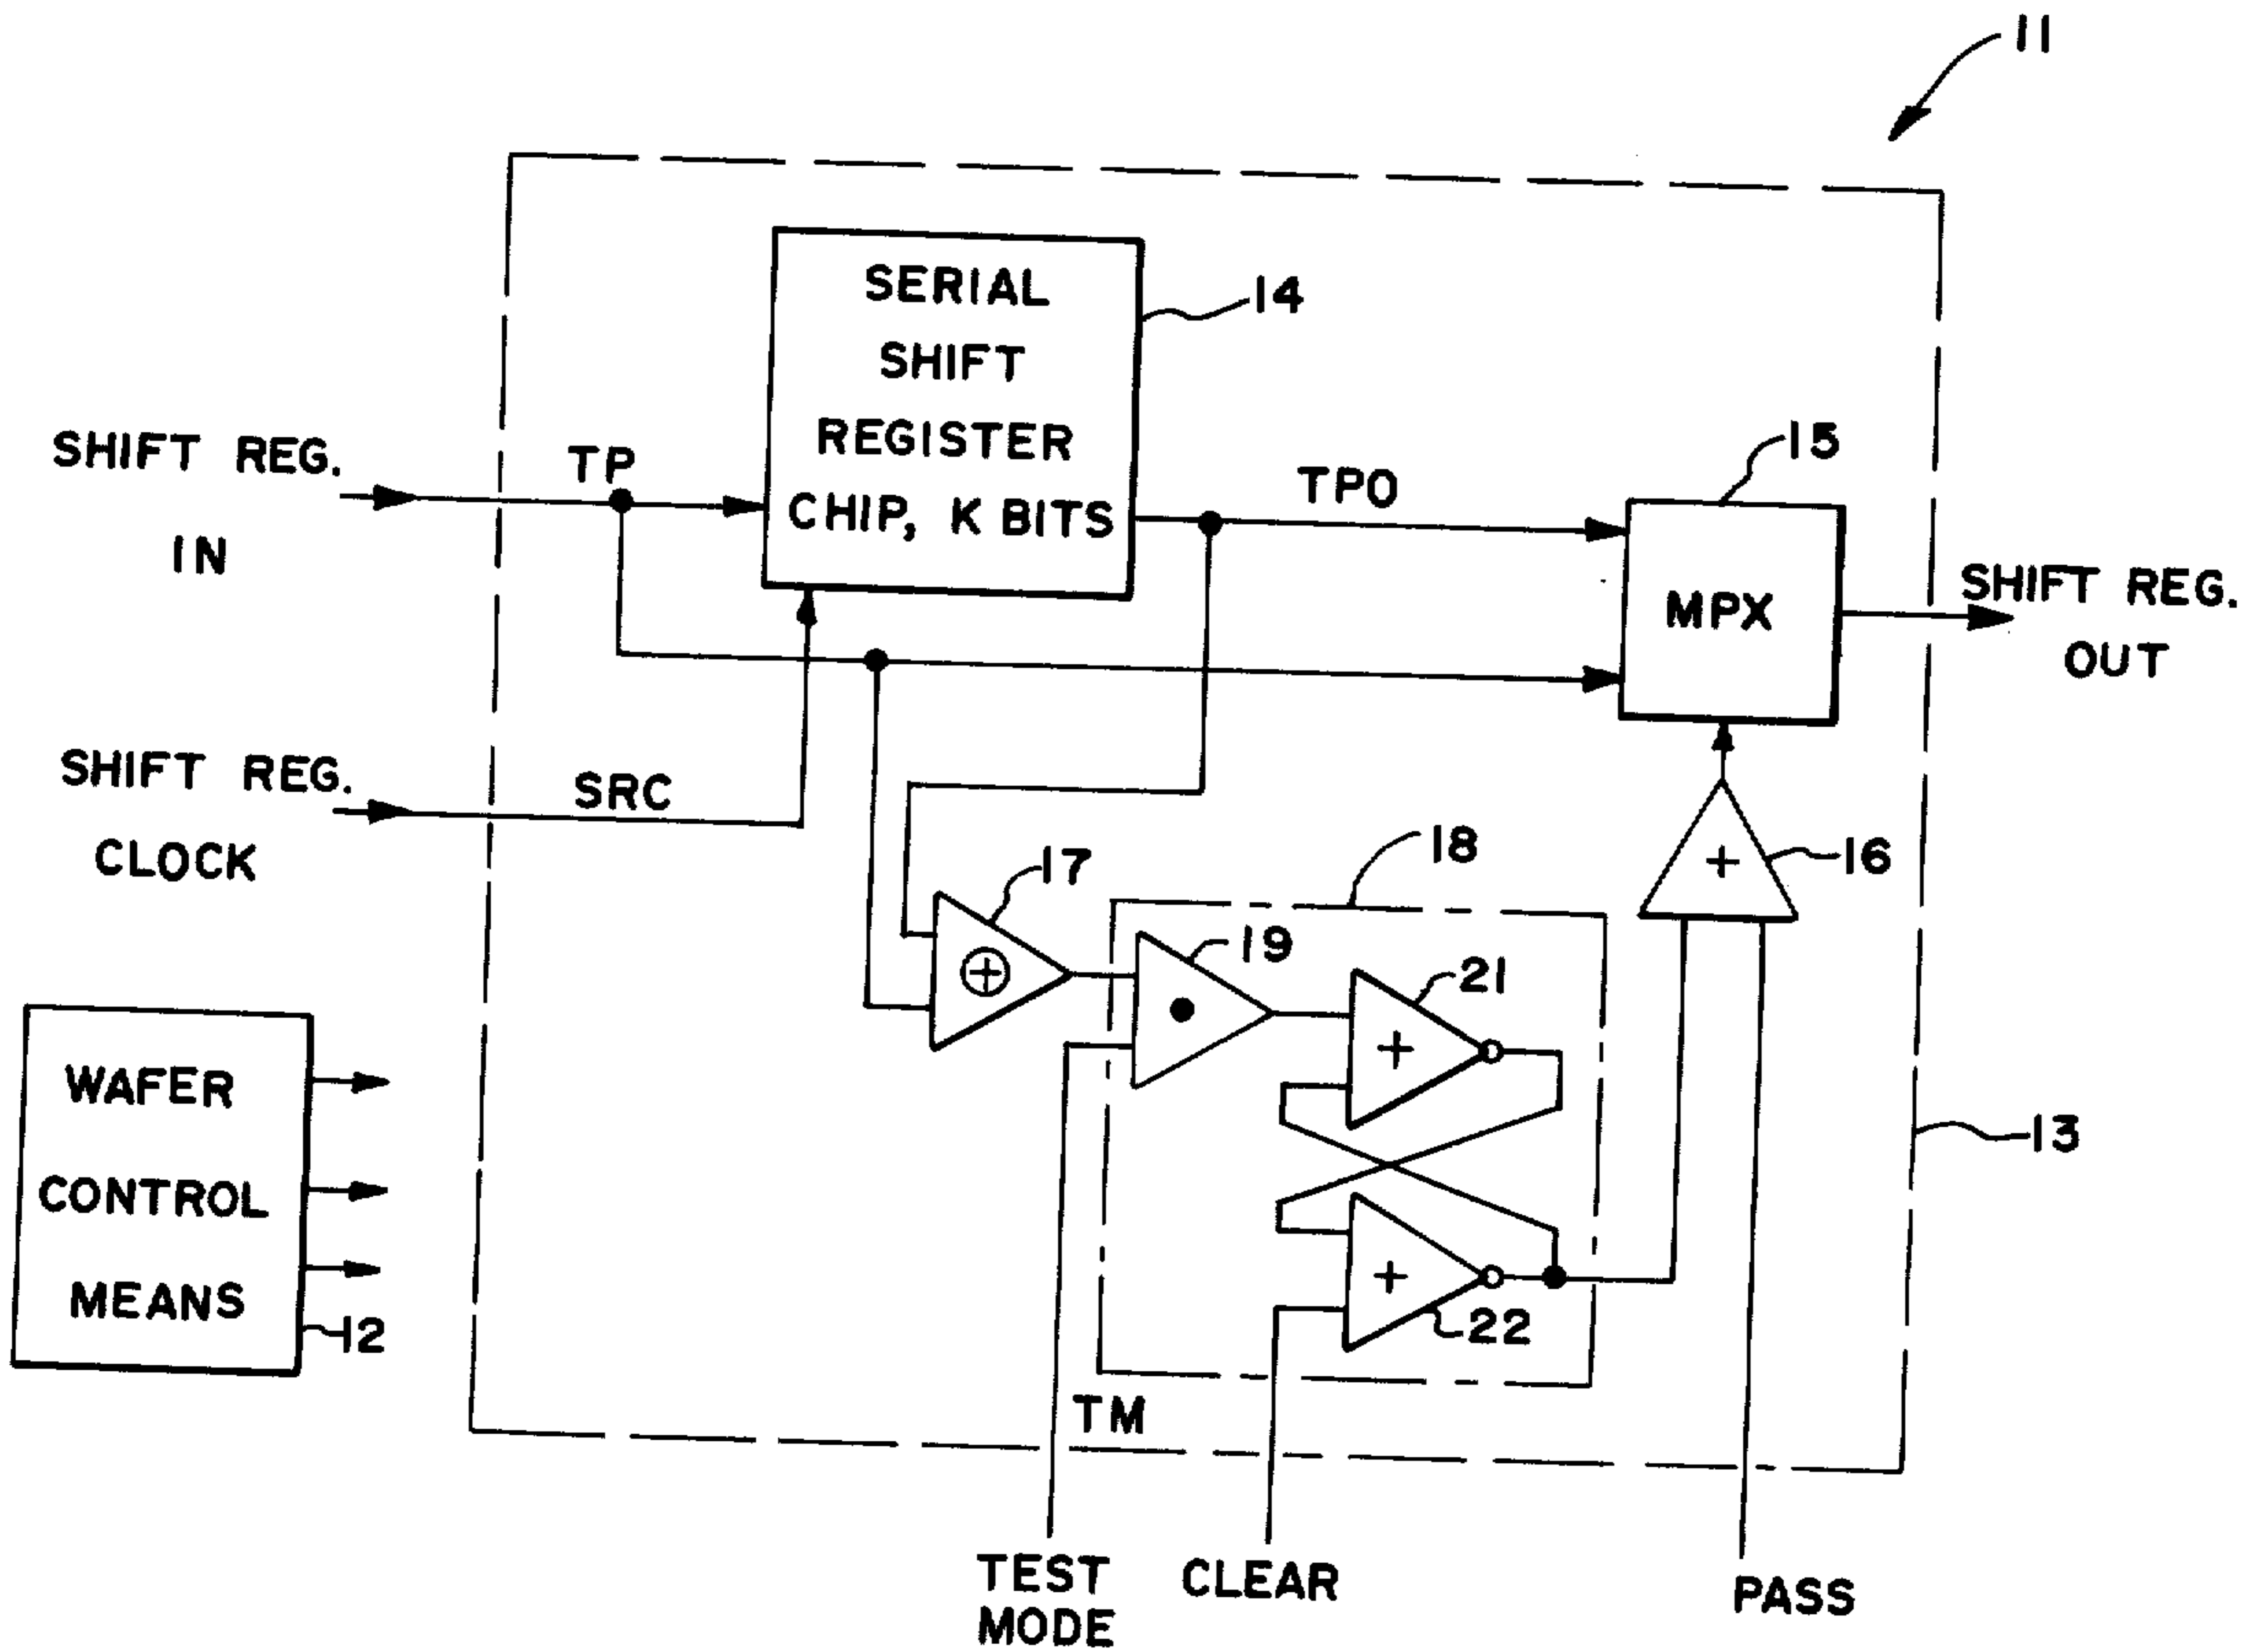 11
SERIAL
SHIFT
REGISTER
CHIP, K BITS
14
SHIFT REG.
IN
TP
TPO
15
MPX
SHIFT REG.
OUT
SHIFT REG.
CLOCK
SRC
17
⊕
18
19
•
21
+
16
+
WAFER
CONTROL
MEANS
12
13
+
22
TM
TEST
MODE
CLEAR
PASS